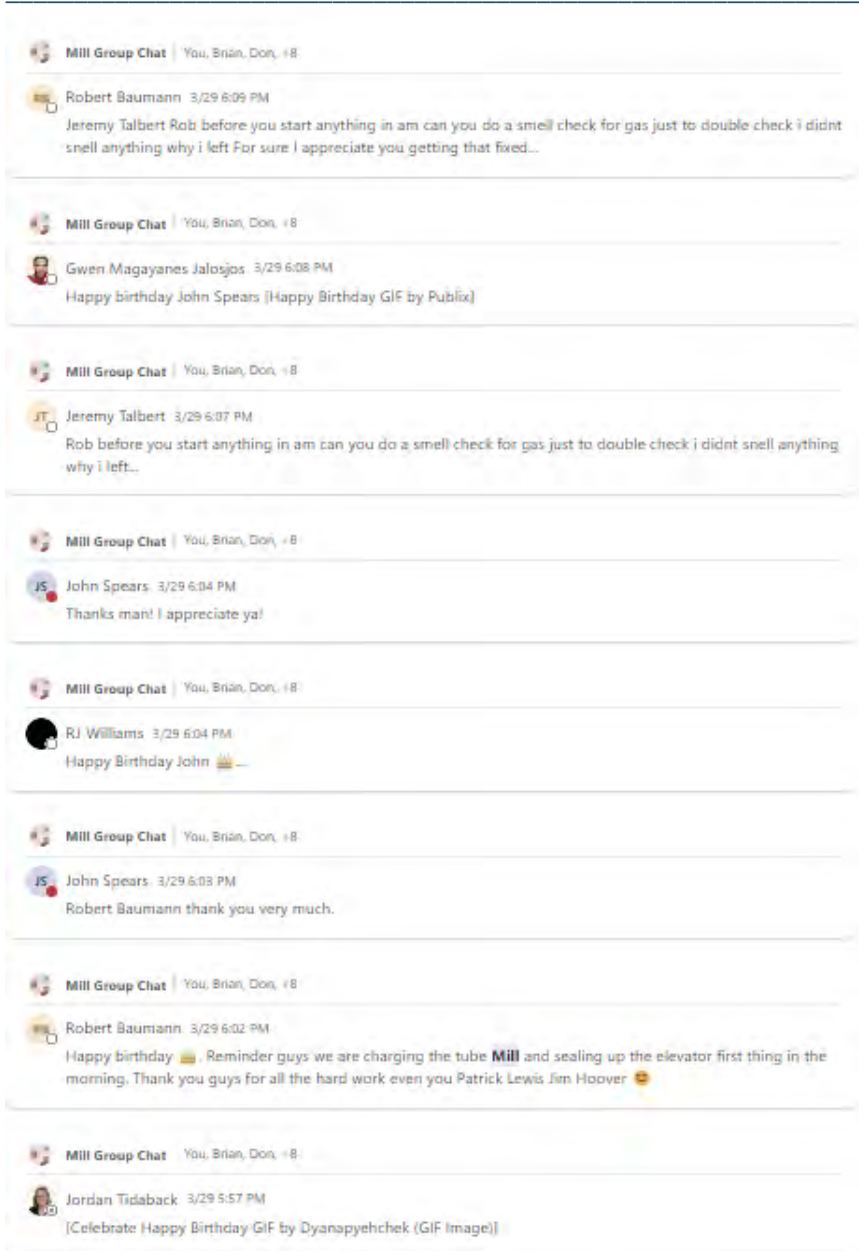 Mill Group Chat | You, Brian, Don, +8
Robert Baumann 3/29 6:09 PM
Jeremy Talbert Rob before you start anything in am can you do a smell check for gas just to double check i didnt
snell anything why i left For sure I appreciate you getting that fixed...
Mill Group Chat | You, Brian, Don, +8
Gwen Magayanes Jalosjos 3/29 6:08 PM
Happy birthday John Spears [Happy Birthday GIF by Publix]
Mill Group Chat | You, Brian, Don, +8
JT Jeremy Talbert 3/29 6:07 PM
Rob before you start anything in am can you do a smell check for gas just to double check i didnt snell anything
why i left...
Mill Group Chat | You, Brian, Don, +8
JS John Spears 3/29 6:04 PM
Thanks man! I appreciate ya!
Mill Group Chat | You, Brian, Don, +8
RJ Williams 3/29 6:04 PM
Happy Birthday John 🎂...
Mill Group Chat | You, Brian, Don, +8
JS John Spears 3/29 6:03 PM
Robert Baumann thank you very much.
Mill Group Chat | You, Brian, Don, +8
Robert Baumann 3/29 6:02 PM
Happy birthday 🎂. Reminder guys we are charging the tube Mill and sealing up the elevator first thing in the
morning. Thank you guys for all the hard work even you Patrick Lewis Jim Hoover 😊
Mill Group Chat You, Brian, Don, +8
Jordan Tidaback 3/29 5:57 PM
[Celebrate Happy Birthday GIF by Dyanapyehchek (GIF Image)]